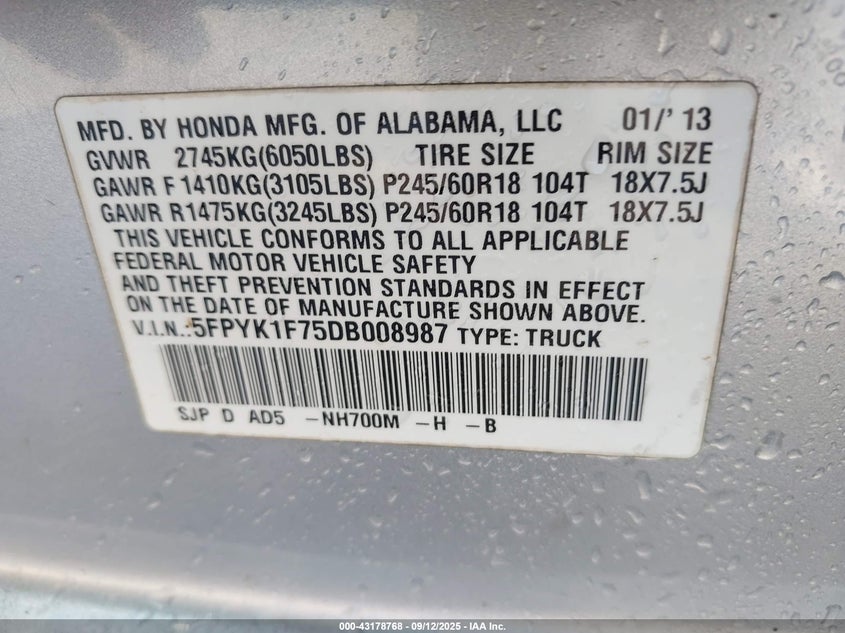 MFD. BY HONDA MFG. OF ALABAMA, LLC 01/'13
GVWR 2745KG(6050LBS) TIRE SIZE RIM SIZE
GAWR F1410KG(3105LBS) P245/60R18 104T 18X7.5J
GAWR R1475KG(3245LBS) P245/60R18 104T 18X7.5J
THIS VEHICLE CONFORMS TO ALL APPLICABLE
FEDERAL MOTOR VEHICLE SAFETY
AND THEFT PREVENTION STANDARDS IN EFFECT
ON THE DATE OF MANUFACTURE SHOWN ABOVE.
V.I.N.:5FPYK1F75DB008987 TYPE: TRUCK
SJP D AD5 -NH700M -H -B
000-43178768 - 09/12/2025 - IAA Inc.